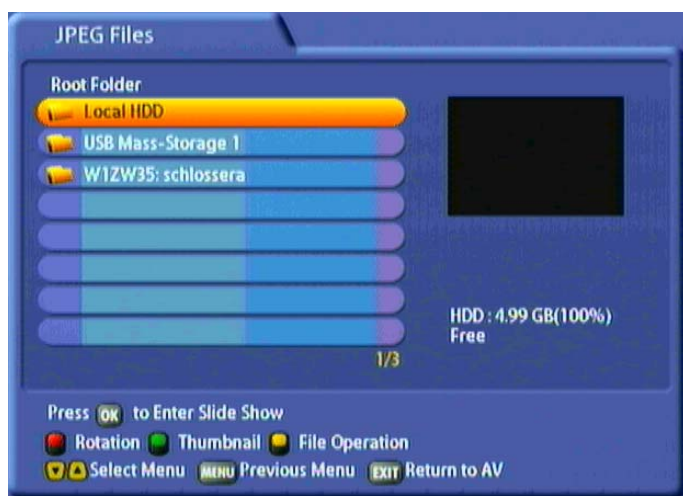 JPEG Files
Root Folder
Local HDD
USB Mass-Storage 1
W1ZW35: schlossera
HDD : 4.99 GB(100%)
Free
1/3
Press OK to Enter Slide Show
Rotation Thumbnail File Operation
Select Menu MENU Previous Menu EXIT Return to AV